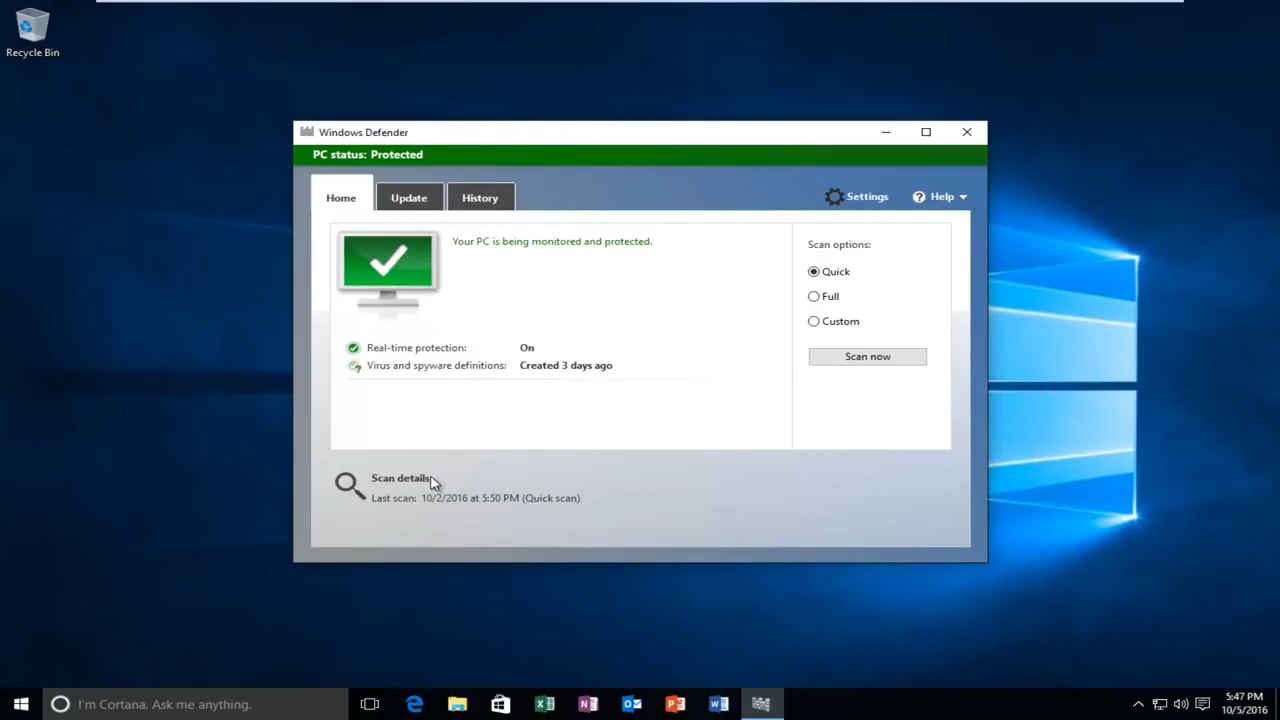 Recycle Bin
Windows Defender
PC status: Protected
Home
Update
History
Settings
Help
Your PC is being monitored and protected.
Scan options:
Quick
Full
Custom
Scan now
Real-time protection: On
Virus and spyware definitions: Created 3 days ago
Scan details
Last scan: 10/2/2016 at 5:50 PM (Quick scan)
I'm Cortana. Ask me anything.
5:47 PM
10/5/2016